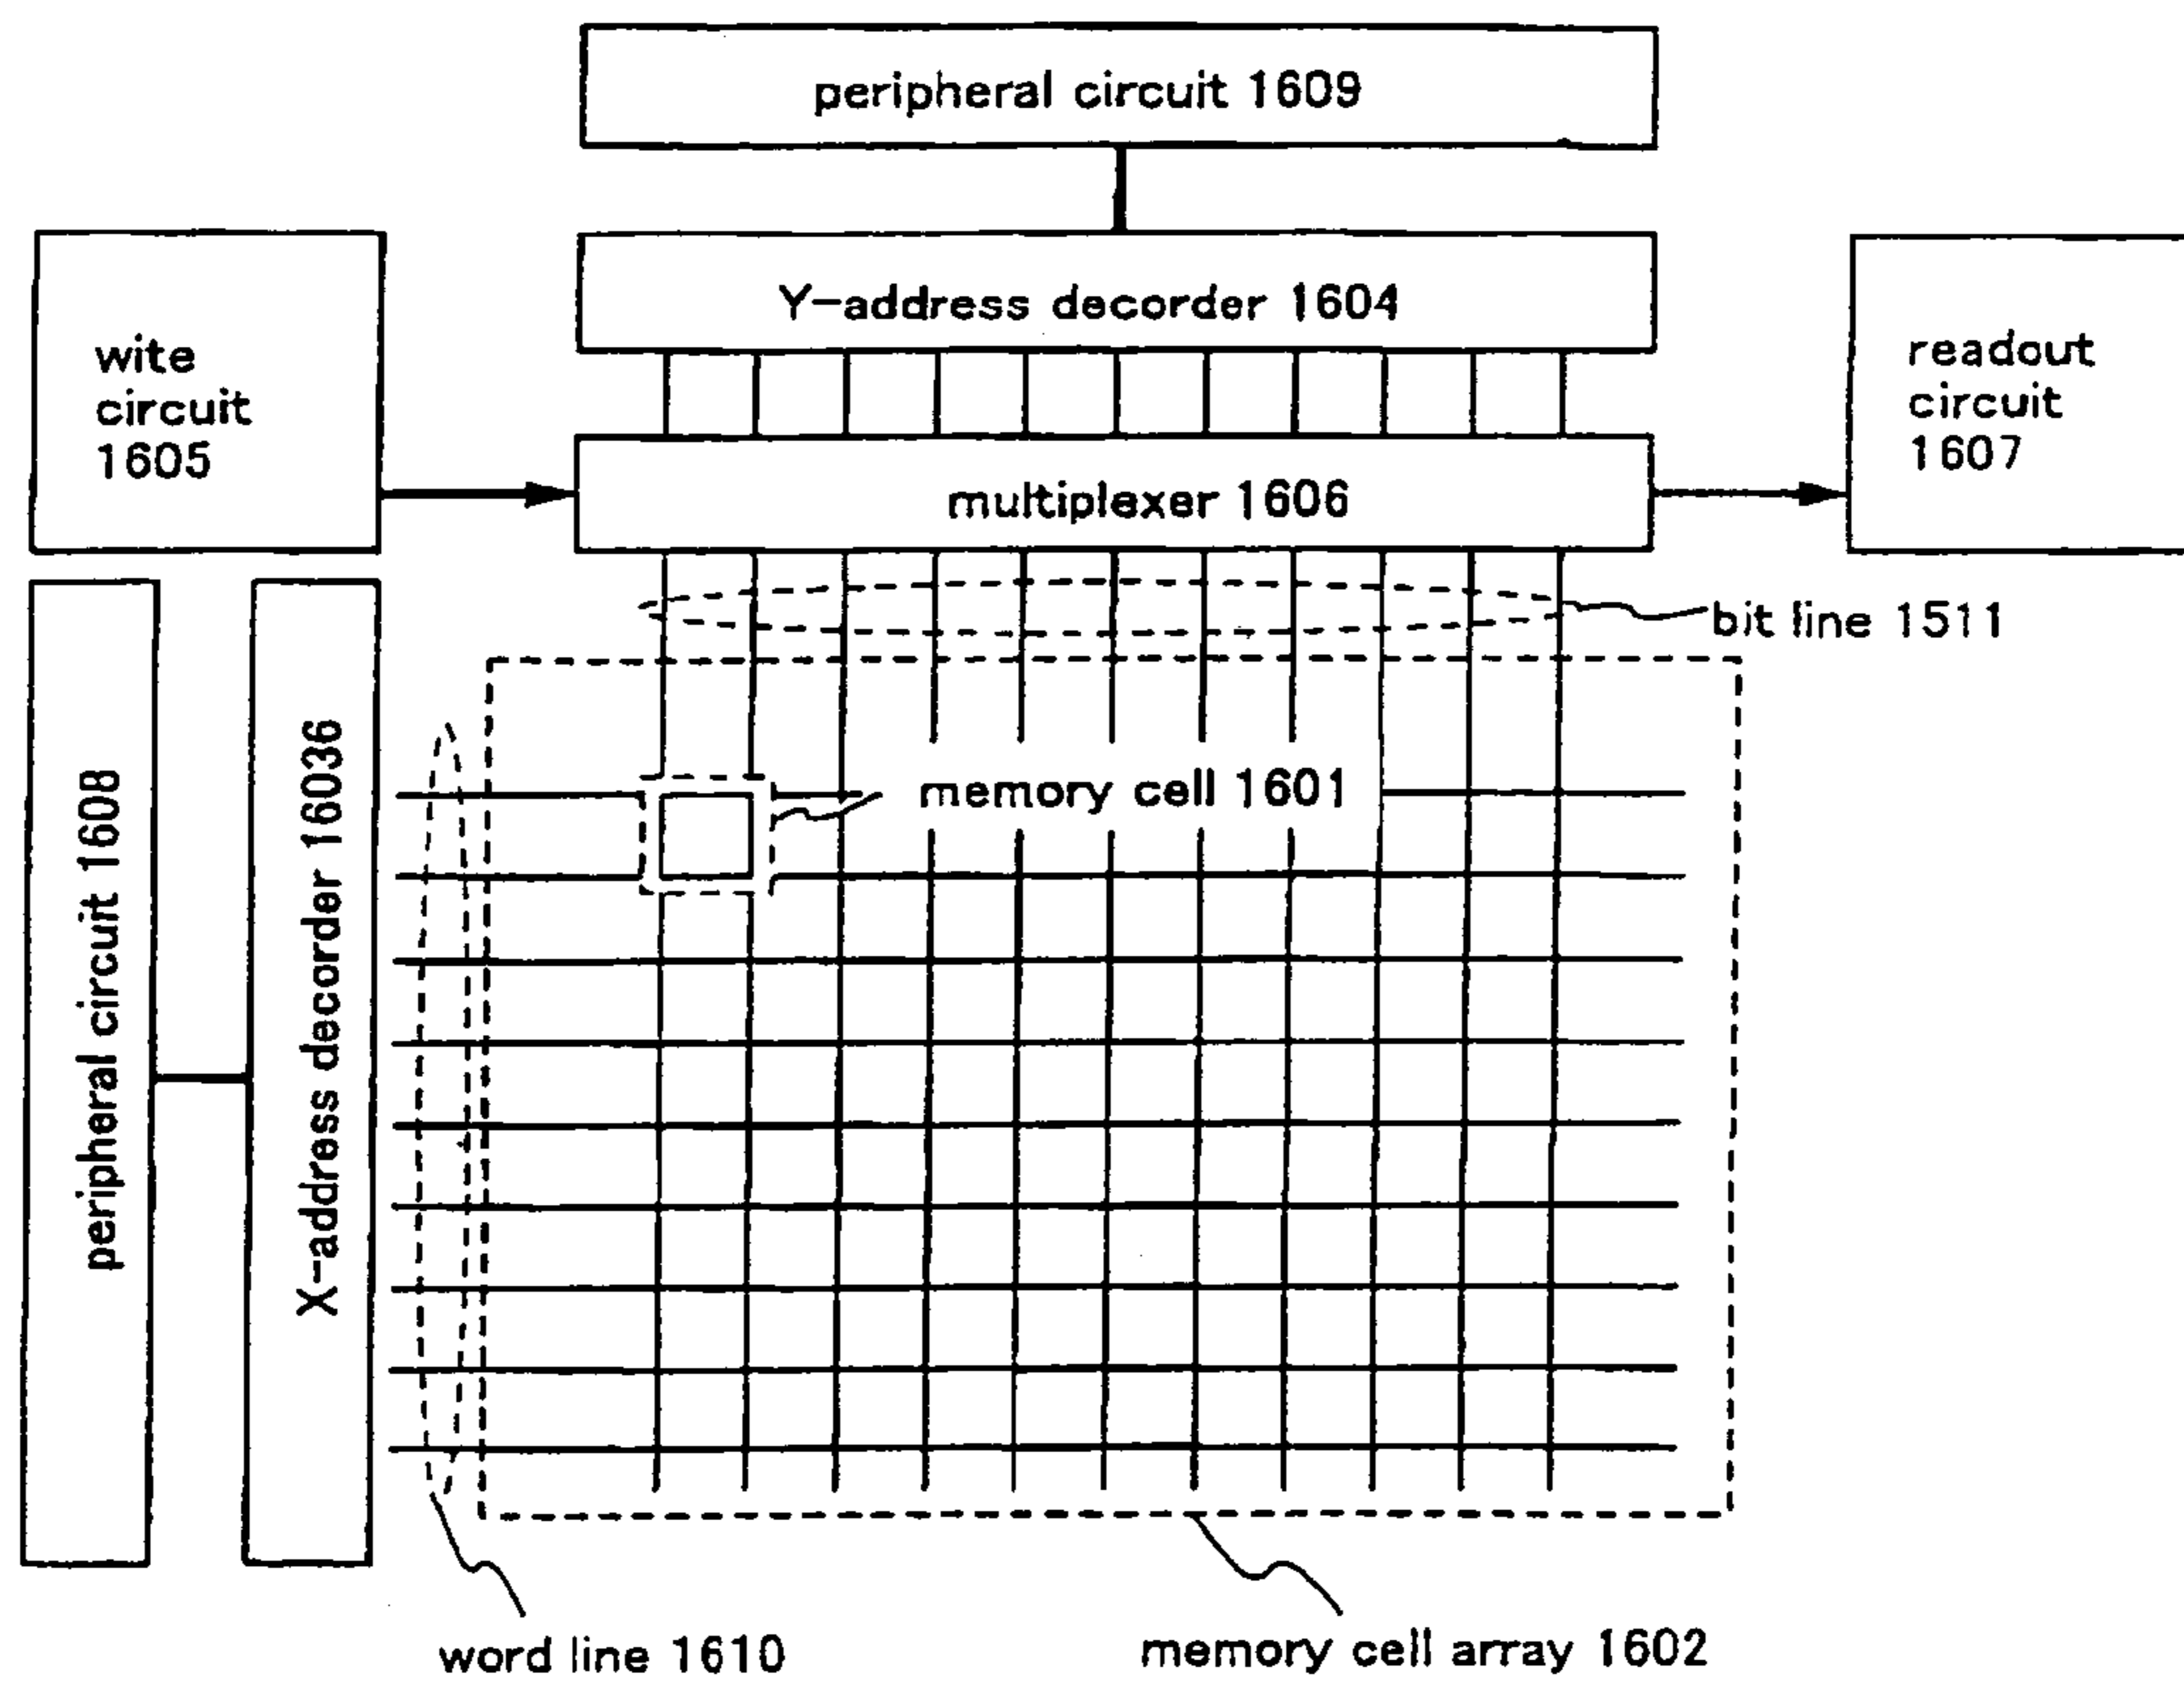 peripheral circuit 1609
Y-address decorder 1604
wite
circuit
1605
readout
circuit
1607
multiplexer 1606
bit line 1511
memory cell 1601
peripheral circuit 1608
X-address decorder 16036
word line 1610
memory cell array 1602